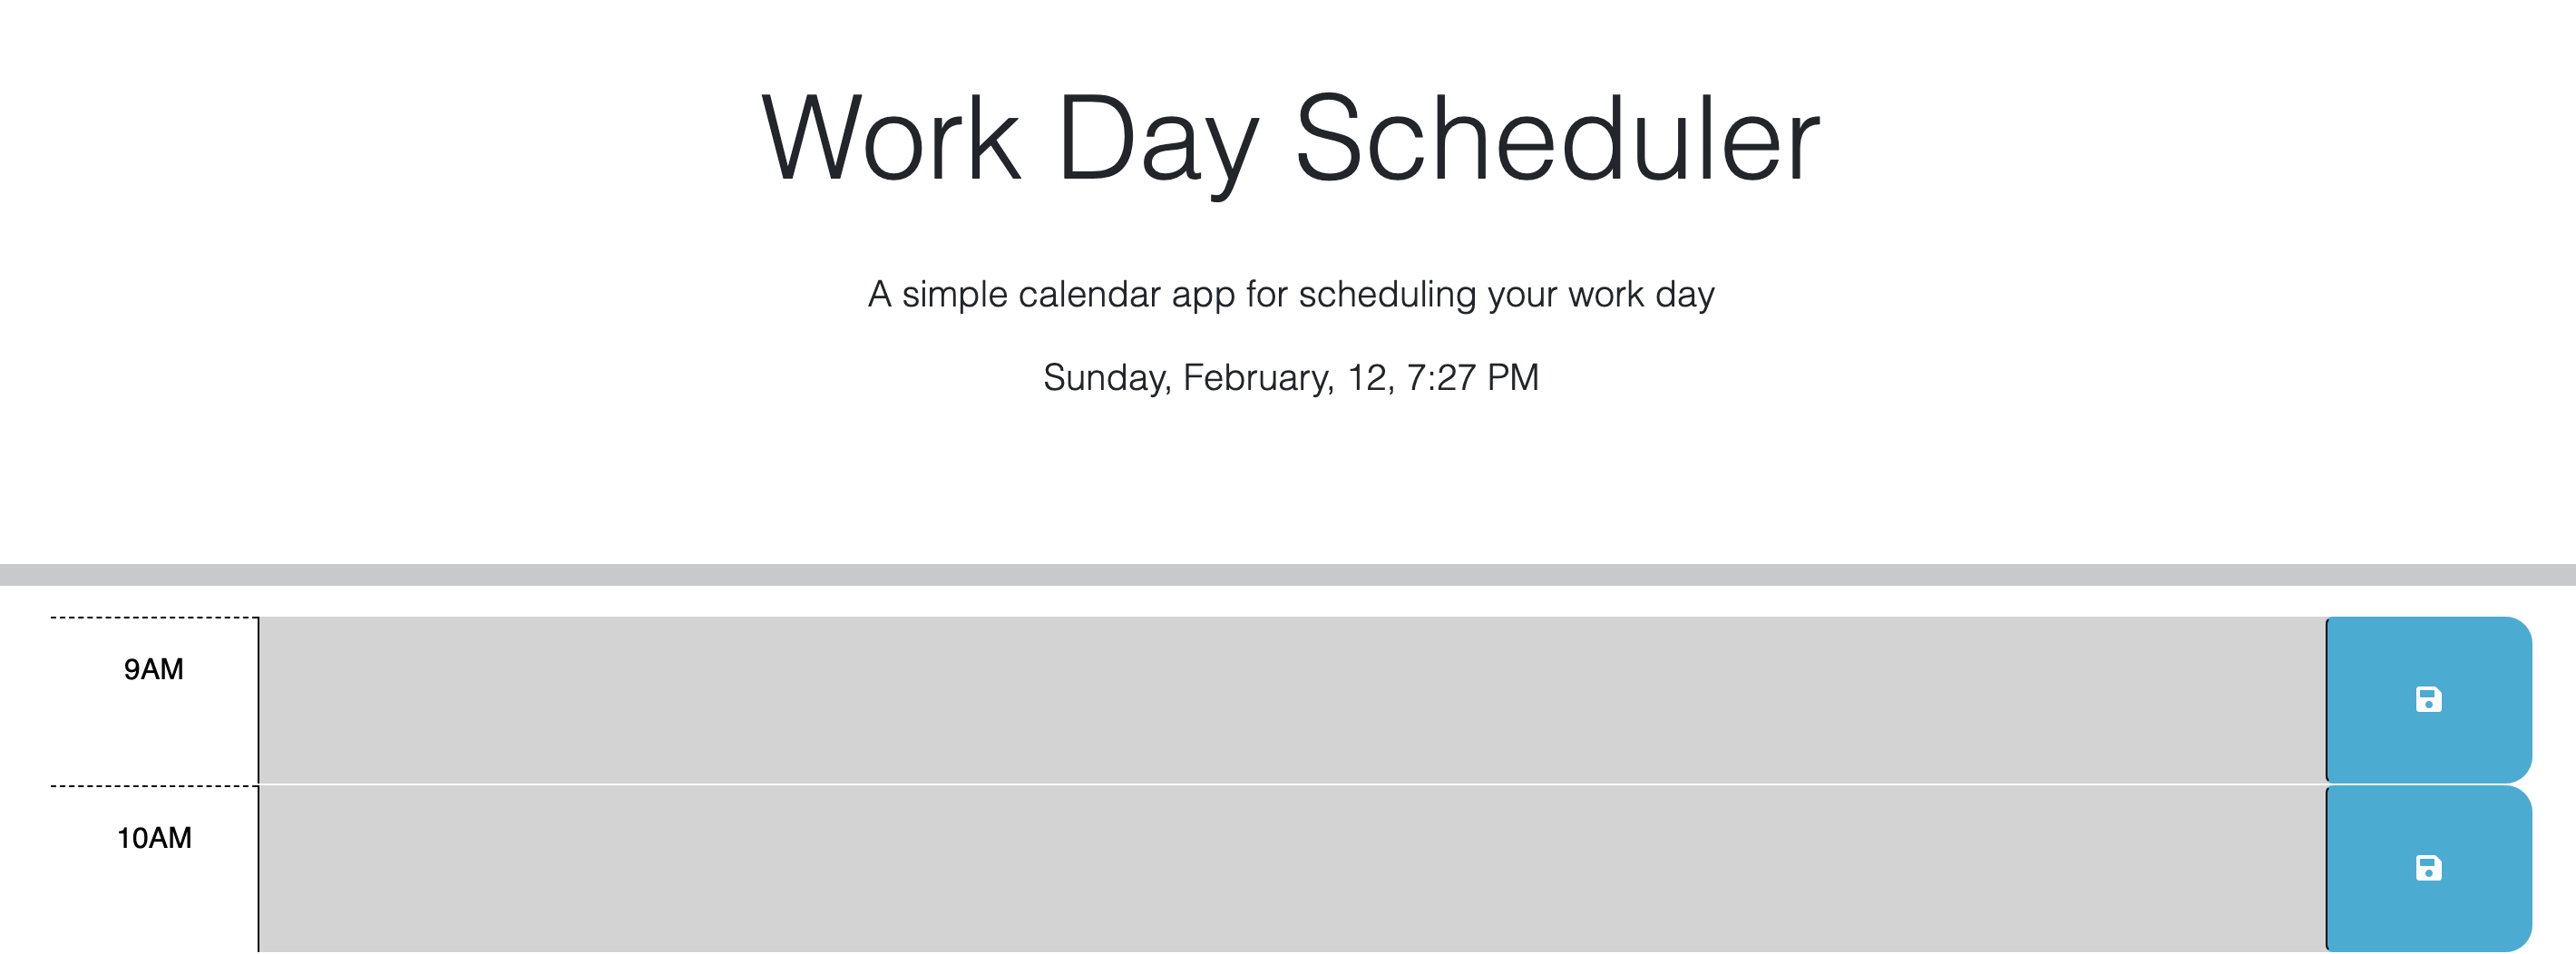 Work Day Scheduler
A simple calendar app for scheduling your work day
Sunday, February, 12, 7:27 PM
9AM
10AM